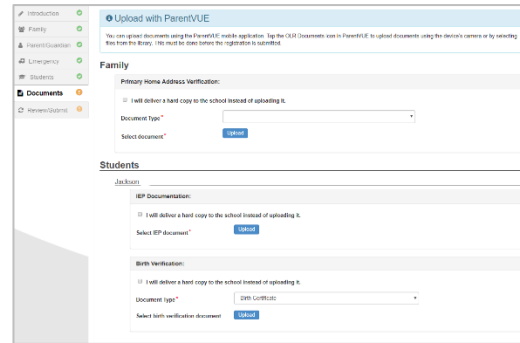 Introduction
Family
Parent/Guardian
Emergency
Students
Documents
Review/Submit
Upload with ParentVUE
You can upload documents using the ParentVUE mobile application. Tap the OLR Documents icon in ParentVUE to upload documents using the device's camera or by selecting
files from the library. This must be done before the registration is submitted.
Family
Primary Home Address Verification:
I will deliver a hard copy to the school instead of uploading it.
Document Type*
Select document*
Upload
Students
Jackson
IEP Documentation:
I will deliver a hard copy to the school instead of uploading it.
Select IEP document*
Upload
Birth Verification:
I will deliver a hard copy to the school instead of uploading it.
Document Type*
Birth Certificate
Select birth verification document
Upload